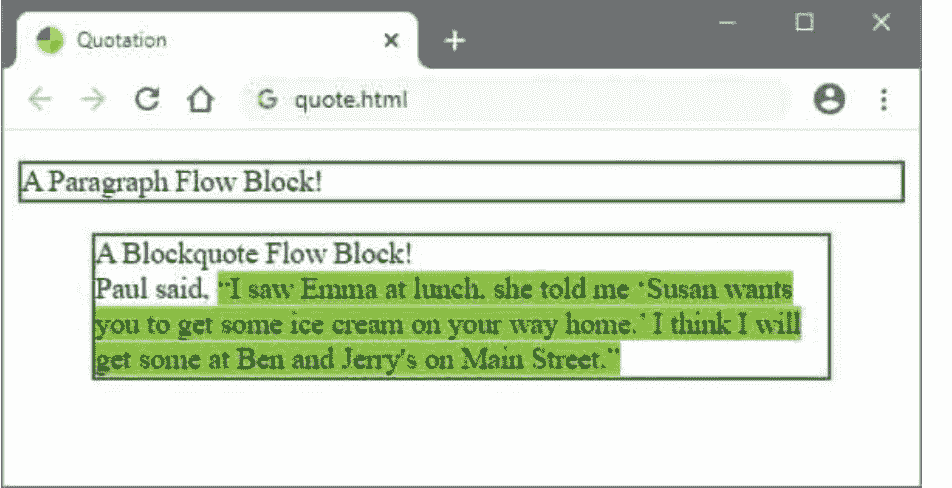 Quotation
quote.html
A Paragraph Flow Block!
A Blockquote Flow Block!
Paul said, “I saw Emma at lunch. she told me ‘Susan wants
you to get some ice cream on your way home.’ I think I will
get some at Ben and Jerry's on Main Street.”